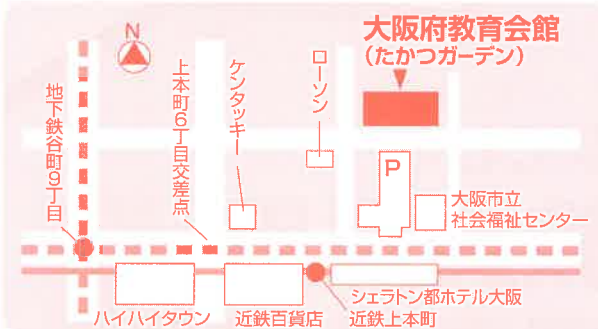 大阪府教育会館
(たかつガーデン)
N
ローソン
ケンタッキー
上本町6丁目交差点
地下鉄谷町9丁目
P
大阪市立
社会福祉センター
シェラトン都ホテル大阪
ハイハイタウン
近鉄百貨店
近鉄上本町